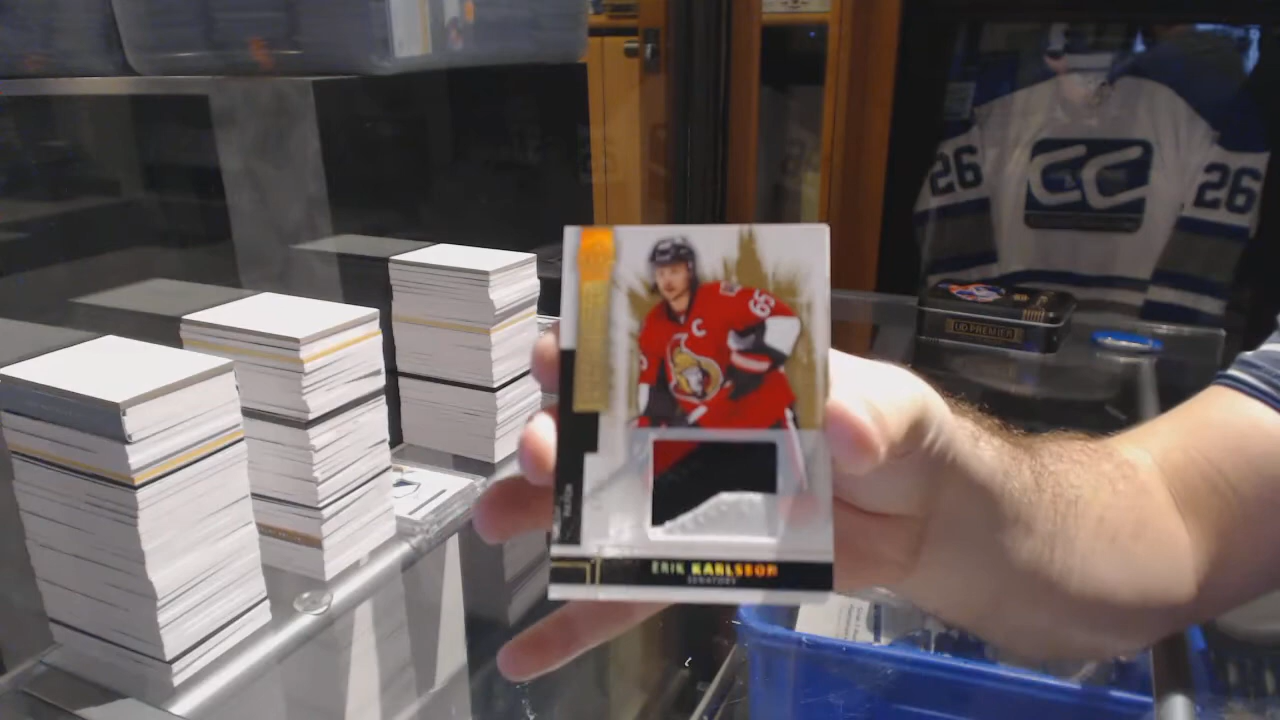 CC
26
26
UD PREMIER
65
C
ERIK KARLSSON
SENATORS